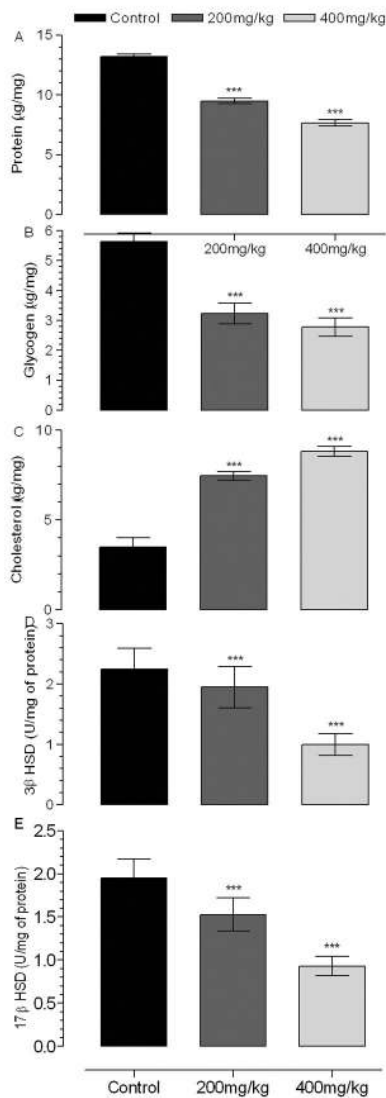 Control 200mg/kg 400mg/kg
A
15
10
5
0
Protein (µg/mg)
***
***
B
200mg/kg 400mg/kg
6
5
4
3
2
1
0
Glycogen (µg/mg)
***
***
C
10
5
0
Cholesterol (µg/mg)
***
***
D
3
2
1
0
3β HSD (U/mg of protein)
***
***
E
2.0
1.5
1.0
0.5
0.0
17β HSD (U/mg of protein)
***
***
Control 200mg/kg 400mg/kg